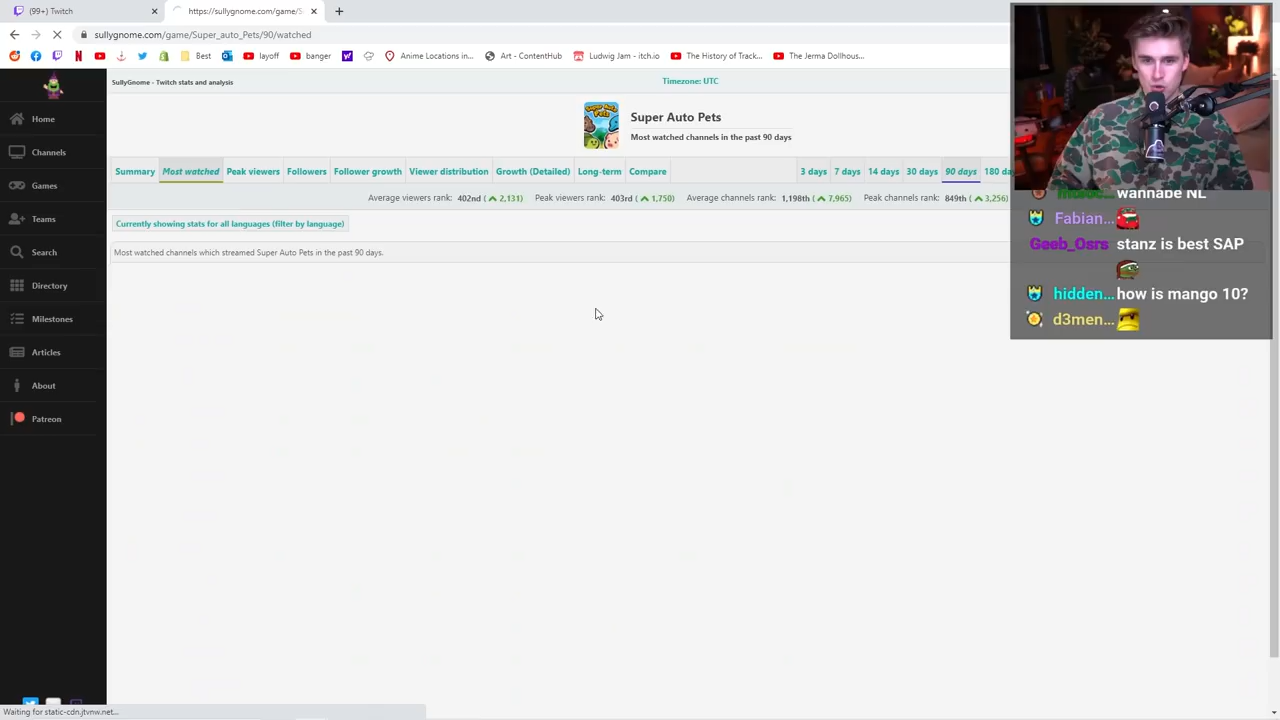 (99+) Twitch
https://sullygnome.com/game/S
sullygnome.com/game/Super_auto_Pets/90/watched
Best
layoff
banger
Anime Locations in...
Art - ContentHub
Ludwig Jam - itch.io
The History of Track...
The Jerma Dollhous...
SullyGnome - Twitch stats and analysis
Timezone: UTC
Super Auto Pets
Most watched channels in the past 90 days
Home
Channels
Games
Teams
Search
Directory
Milestones
Articles
About
Patreon
Summary Most watched Peak viewers Followers Follower growth Viewer distribution Growth (Detailed) Long-term Compare 3 days 7 days 14 days 30 days 90 days 180 da
Average viewers rank: 402nd ( 2,131) Peak viewers rank: 403rd ( 1,750) Average channels rank: 1,198th ( 7,965) Peak channels rank: 849th ( 3,256)
Currently showing stats for all languages (filter by language)
Most watched channels which streamed Super Auto Pets in the past 90 days.
wannabe NL
Fabian...
Geeb_Osrs stanz is best SAP
hidden... how is mango 10?
d3men...
Waiting for static-cdn.jtvnw.net...